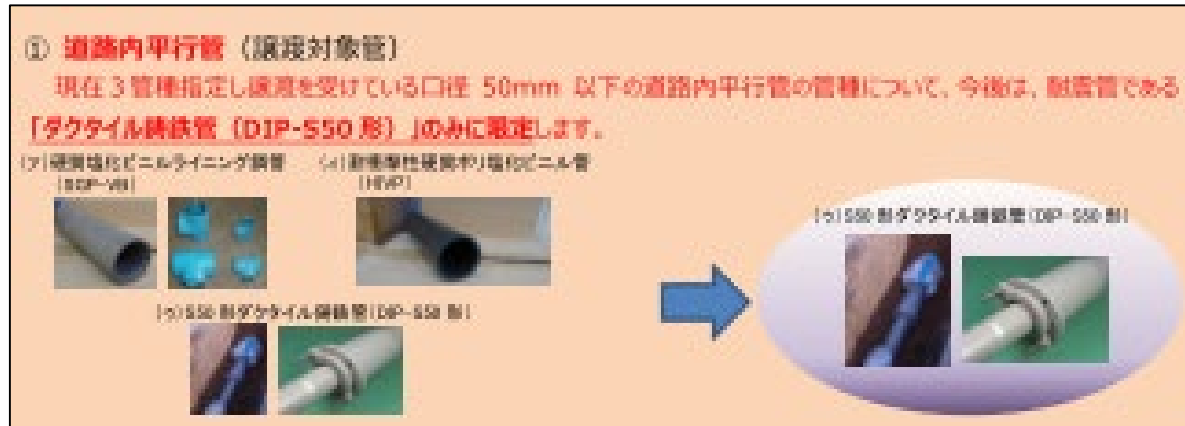 ① 道路内平行管（譲渡対象管）
現在3管種指定し譲渡を受けている口径 50mm 以下の道路内平行管の管種について、今後は、耐震管である
「ダクタイル鋳鉄管（DIP-S50 形）」のみに限定します。
(ア)硬質塩化ビニルライニング鋼管
(イ)耐衝撃性硬質ポリ塩化ビニル管
(SGP-VB)
(HIVP)
(ウ)S50 形ダクタイル鋳鉄管(DIP-S50 形)
(ウ)S50 形ダクタイル鋳鉄管(DIP-S50 形)